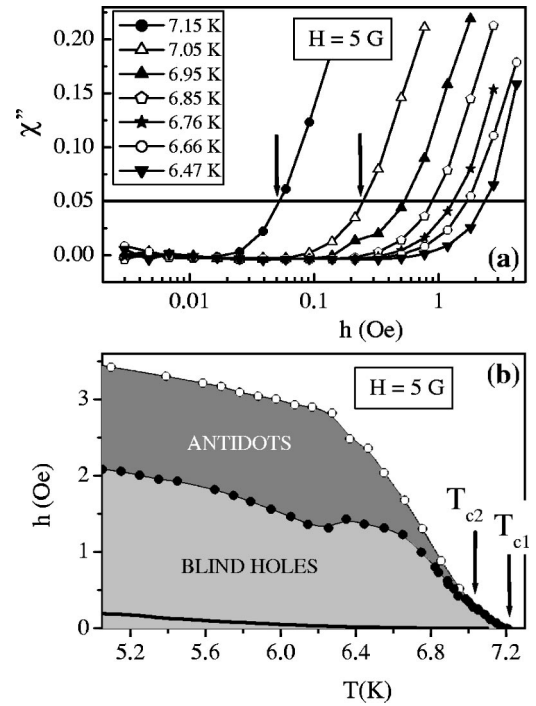 0.20
0.15
0.10
0.05
0.00
χ"
7.15 K
7.05 K
6.95 K
6.85 K
6.76 K
6.66 K
6.47 K
H = 5 G
(a)
0.01 0.1 1
h (Oe)
(b)
H = 5 G
3
2
1
0
h (Oe)
ANTIDOTS
BLIND HOLES
Tc2
Tc1
5.2 5.6 6.0 6.4 6.8 7.2
T(K)